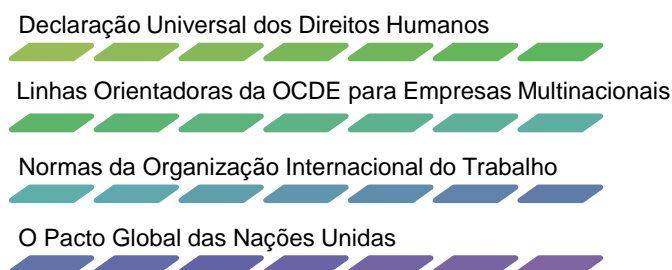 Declaração Universal dos Direitos Humanos
Linhas Orientadoras da OCDE para Empresas Multinacionais
Normas da Organização Internacional do Trabalho
O Pacto Global das Nações Unidas